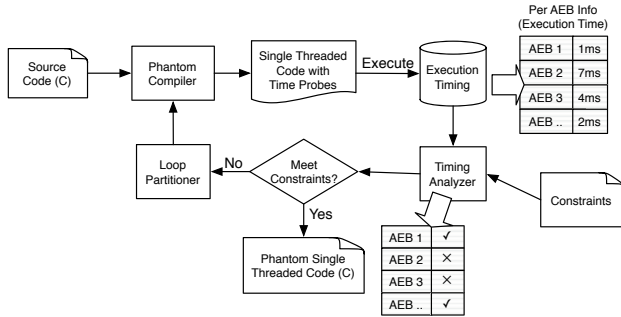 Per AEB Info
(Execution Time)
Source
Code (C)
Phantom
Compiler
Single Threaded
Code with
Time Probes
Execute
Execution
Timing
AEB 1 1ms
AEB 2 7ms
AEB 3 4ms
AEB .. 2ms
Loop
Partitioner
No
Meet
Constraints?
Yes
Timing
Analyzer
Constraints
Phantom Single
Threaded Code (C)
AEB 1 ✓
AEB 2 ×
AEB 3 ×
AEB .. ✓